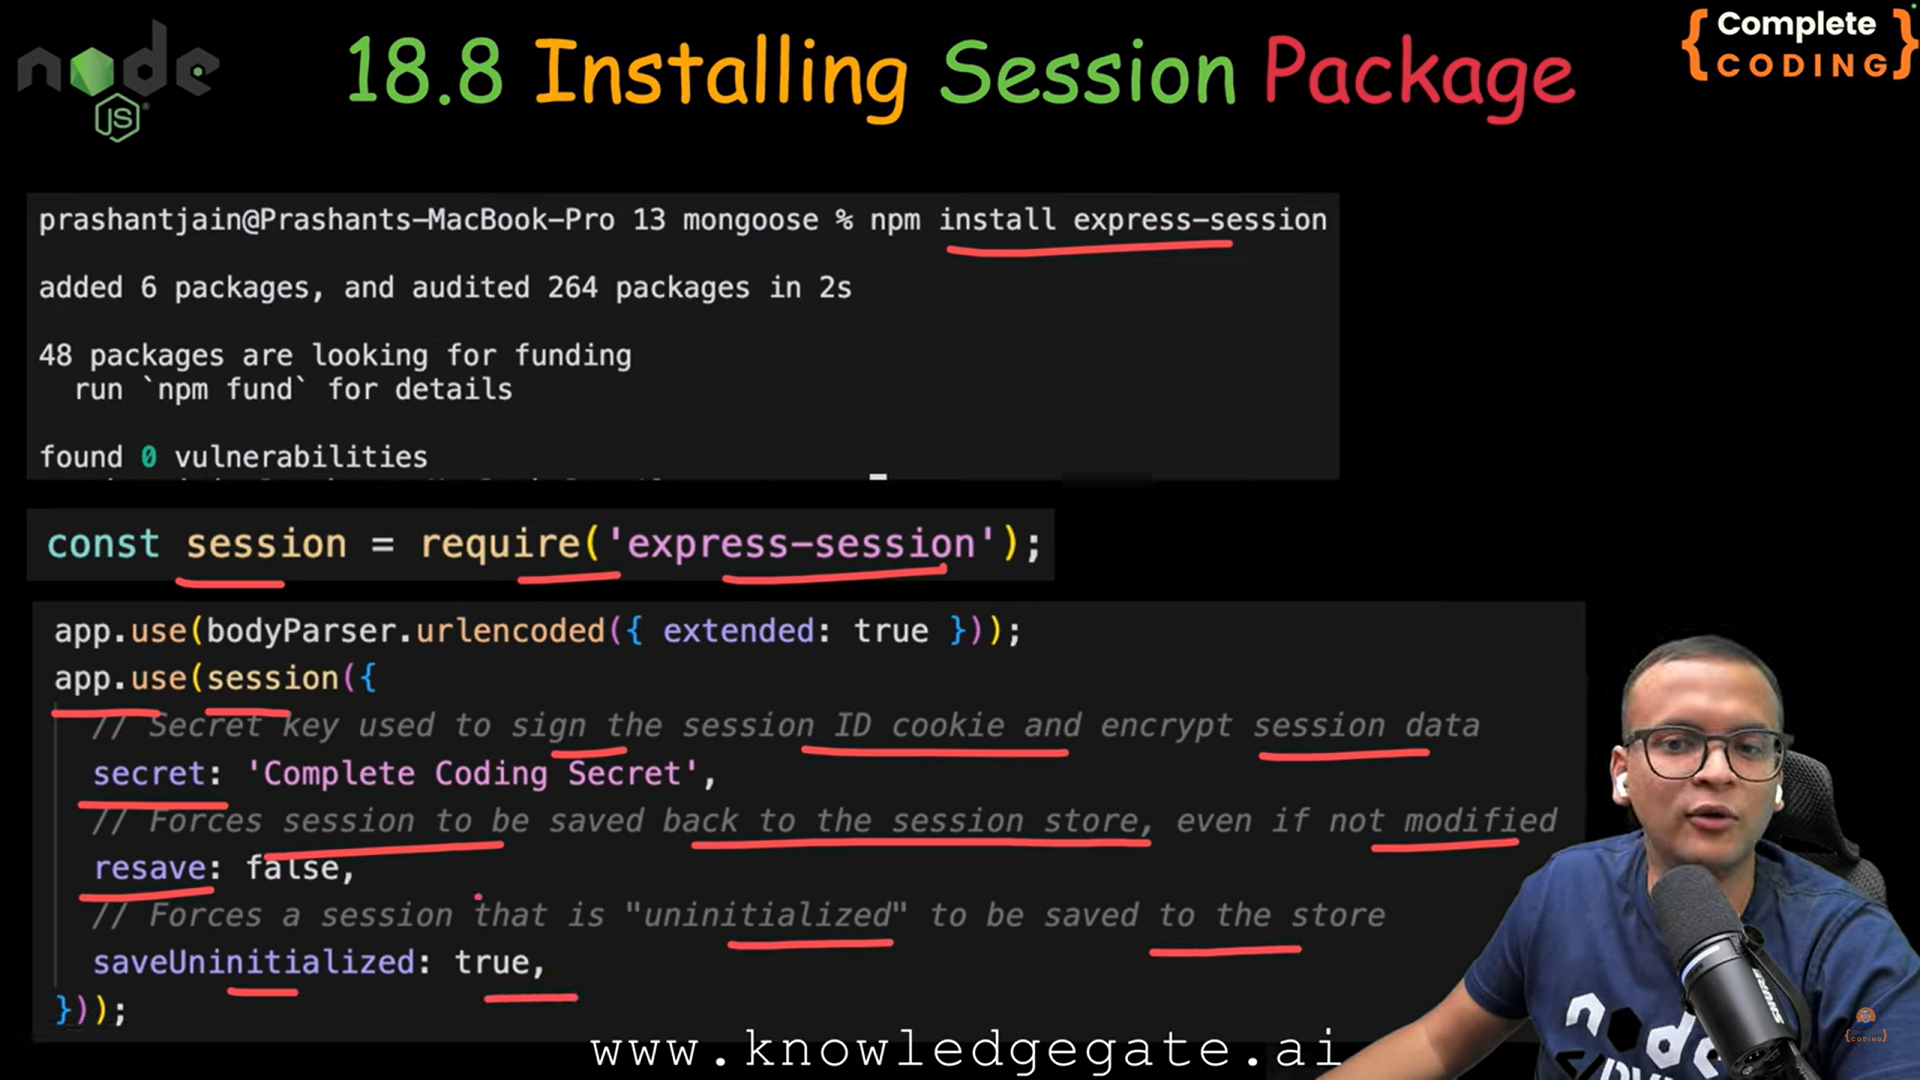 node
JS
18.8 Installing Session Package
{ Complete
CODING }
prashantjain@Prashants-MacBook-Pro 13 mongoose % npm install express-session
added 6 packages, and audited 264 packages in 2s
48 packages are looking for funding
run `npm fund` for details
found 0 vulnerabilities
const session = require('express-session');
app.use(bodyParser.urlencoded({ extended: true }));
app.use(session({
// Secret key used to sign the session ID cookie and encrypt session data
secret: 'Complete Coding Secret',
// Forces session to be saved back to the session store, even if not modified
resave: false,
// Forces a session that is "uninitialized" to be saved to the store
saveUninitialized: true,
}));
www.knowledgegate.ai
SHURE
node
CODING